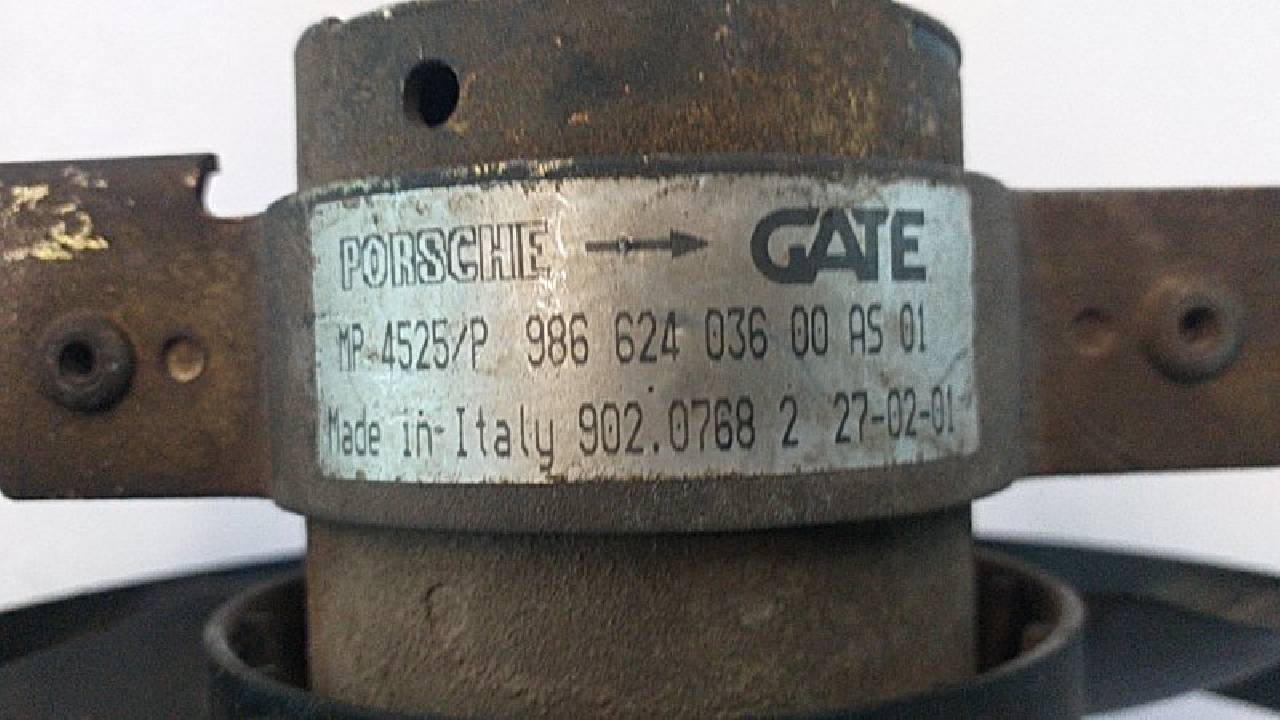 PORSCHE → GATE
MP 4525/P 986 624 036 00 AS 01
Made in Italy 902.0768 2 27-02-01